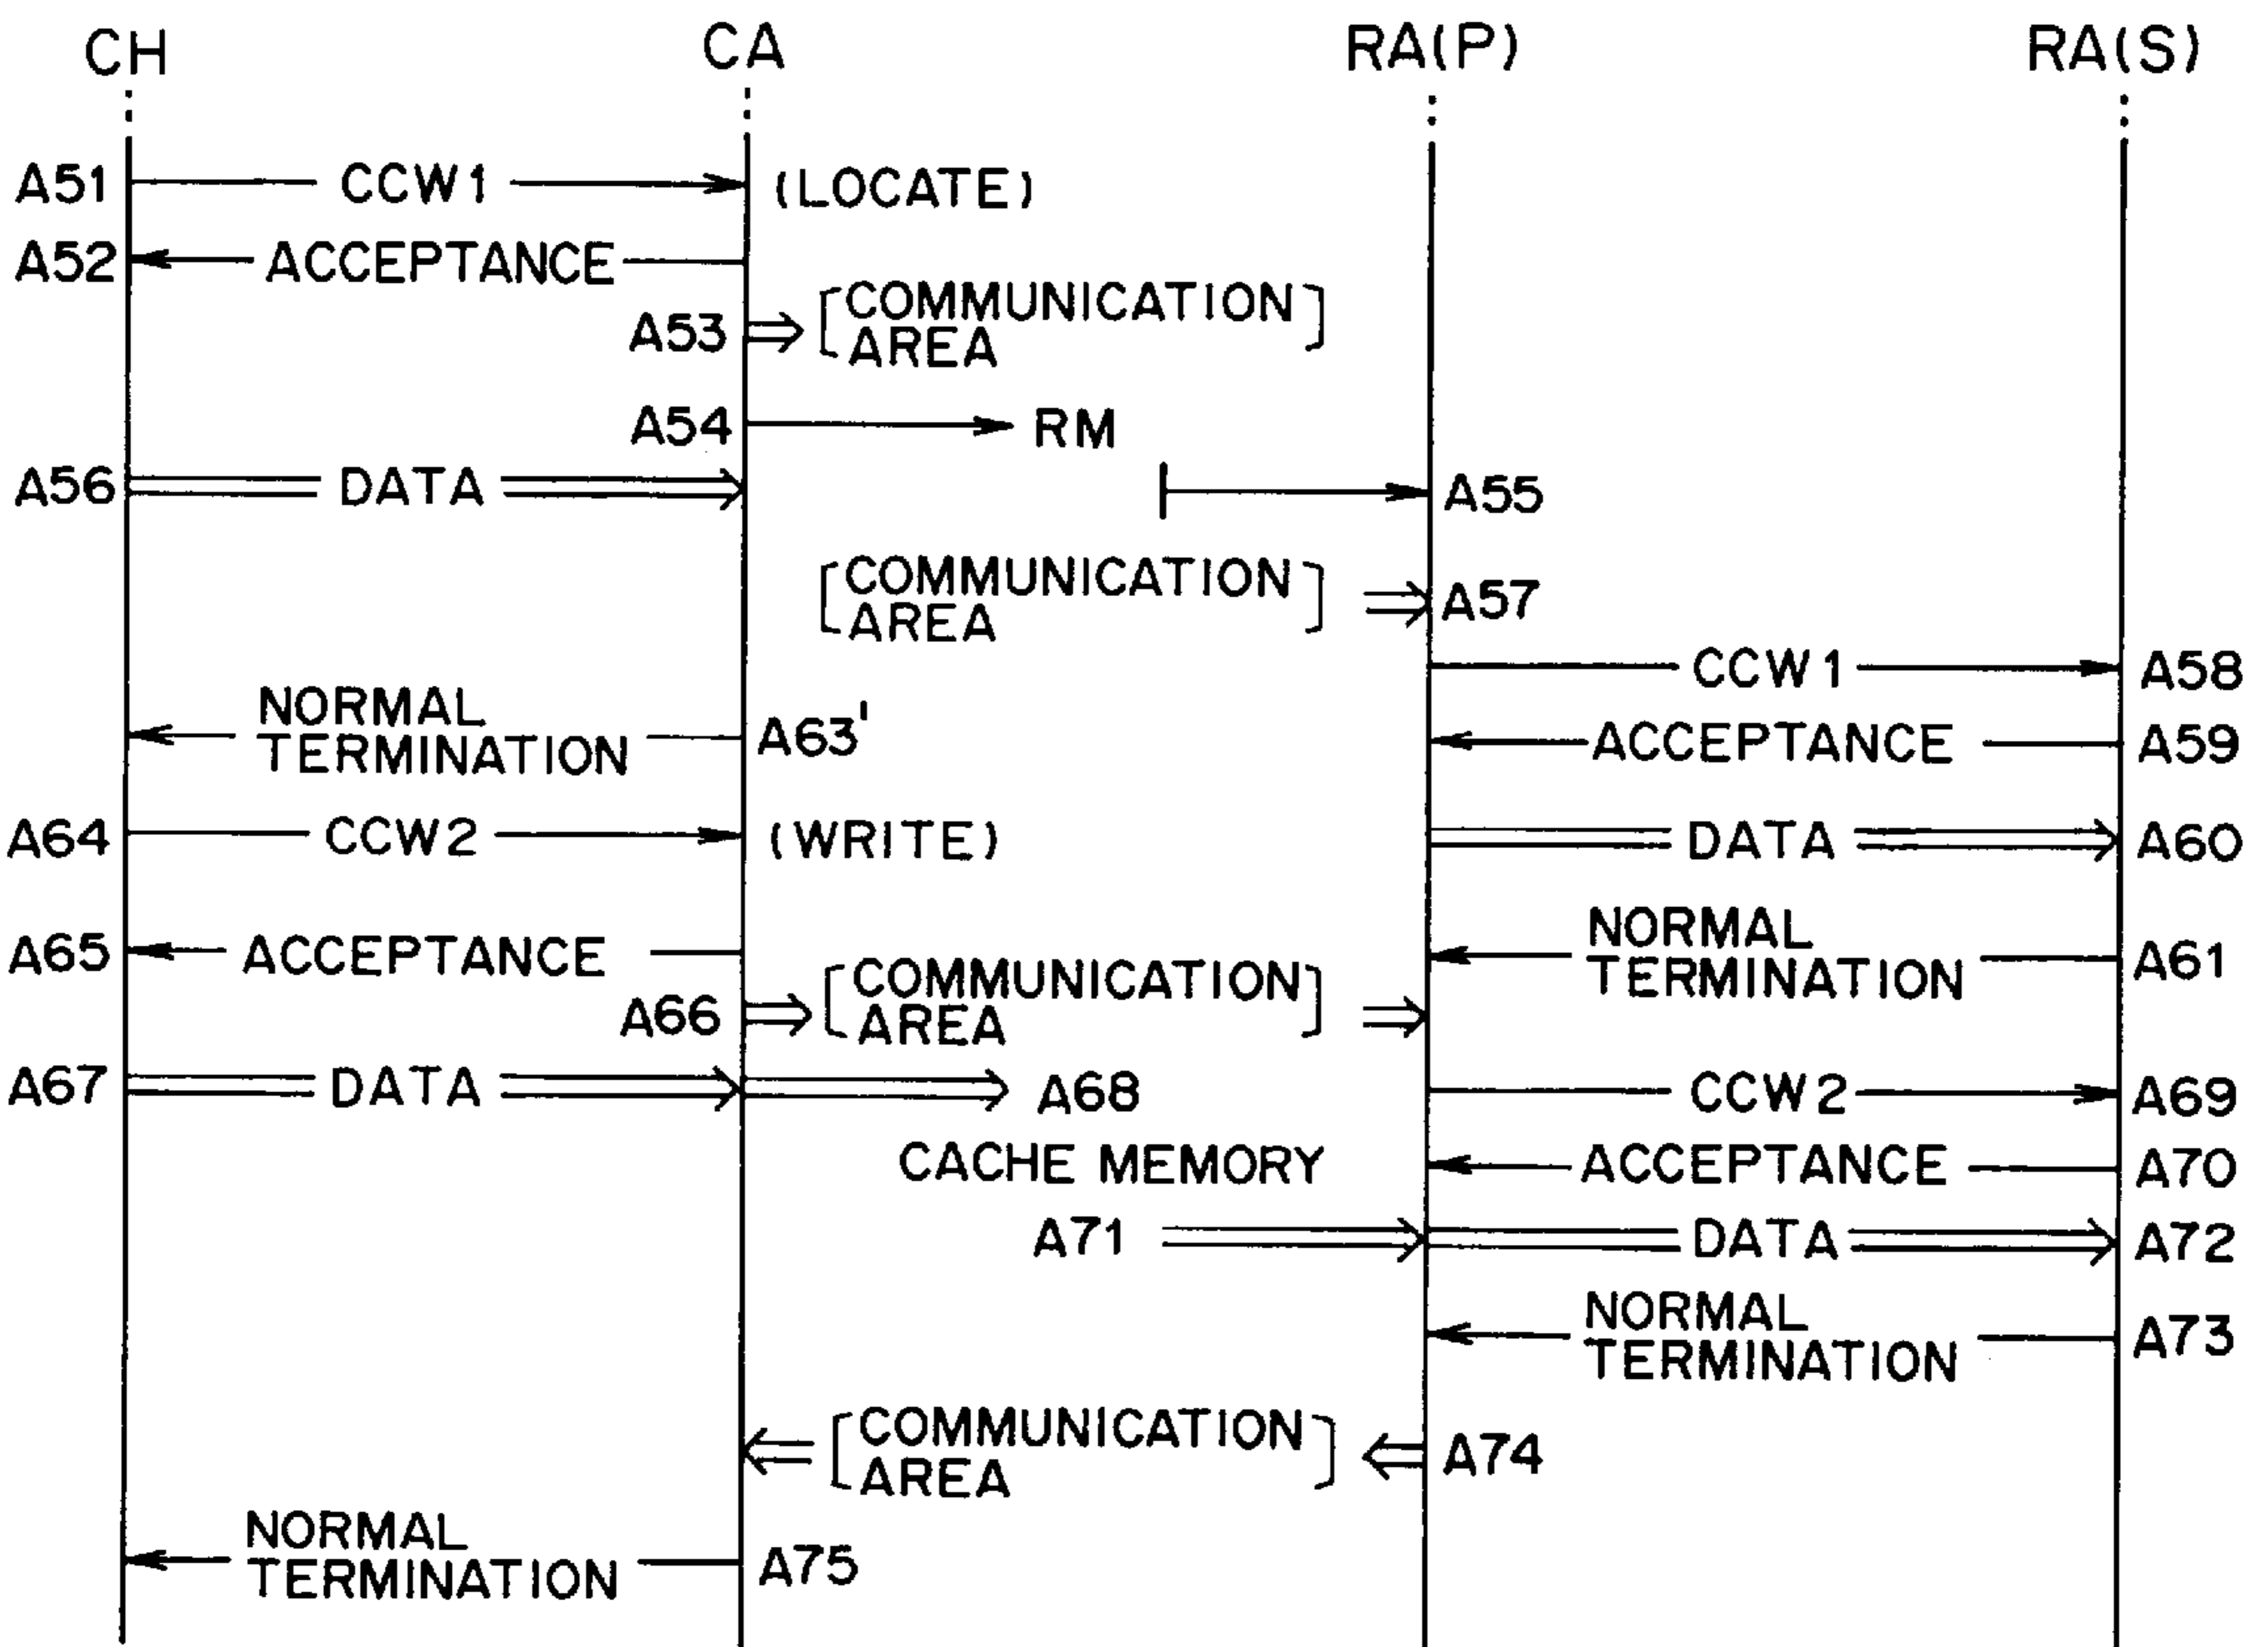 CH CA RA(P) RA(S)
A51 CCW1 (LOCATE)
A52 ACCEPTANCE
A53 [COMMUNICATION AREA]
A54 RM
A56 DATA A55
[COMMUNICATION AREA] A57
CCW1 A58
NORMAL TERMINATION A63' ACCEPTANCE A59
A64 CCW2 (WRITE) DATA A60
A65 ACCEPTANCE NORMAL TERMINATION A61
A66 [COMMUNICATION AREA]
A67 DATA A68 CCW2 A69
CACHE MEMORY ACCEPTANCE A70
A71 DATA A72
NORMAL TERMINATION A73
[COMMUNICATION AREA] A74
NORMAL TERMINATION A75